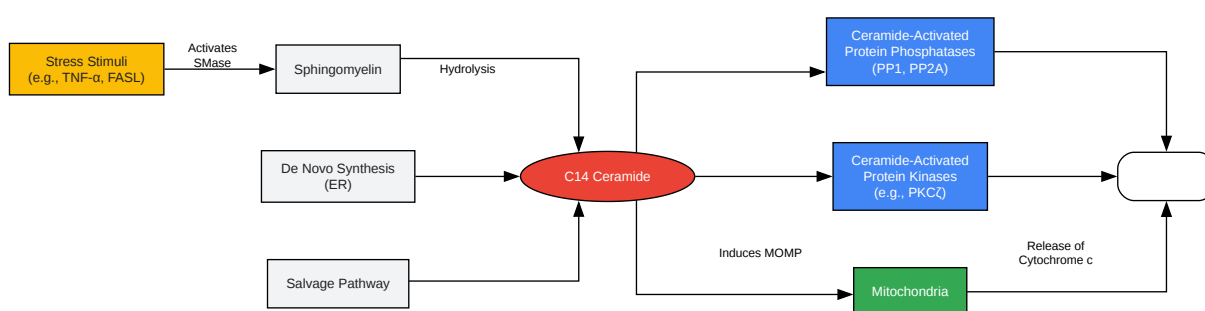 Stress Stimuli
(e.g., TNF-α, FASL)
Activates
SMase
Sphingomyelin
Hydrolysis
De Novo Synthesis
(ER)
Salvage Pathway
C14 Ceramide
Ceramide-Activated
Protein Phosphatases
(PP1, PP2A)
Ceramide-Activated
Protein Kinases
(e.g., PKCζ)
Induces MOMP
Mitochondria
Release of
Cytochrome c